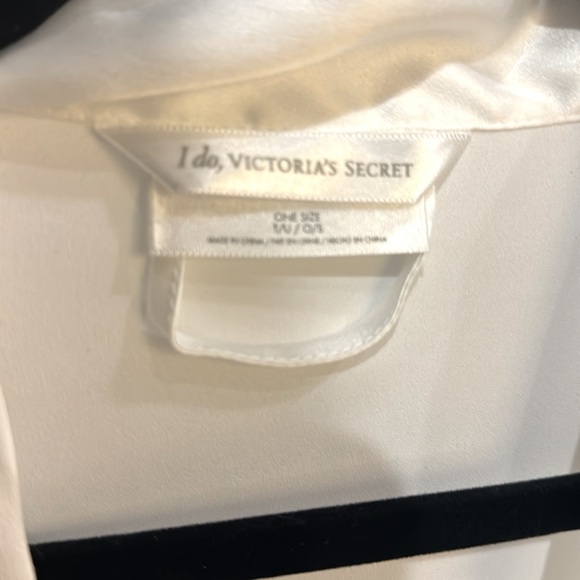 I do, VICTORIA'S SECRET
ONE SIZE
T/U / O/S
MADE IN CHINA / FAIT EN CHINE / HECHO EN CHINA